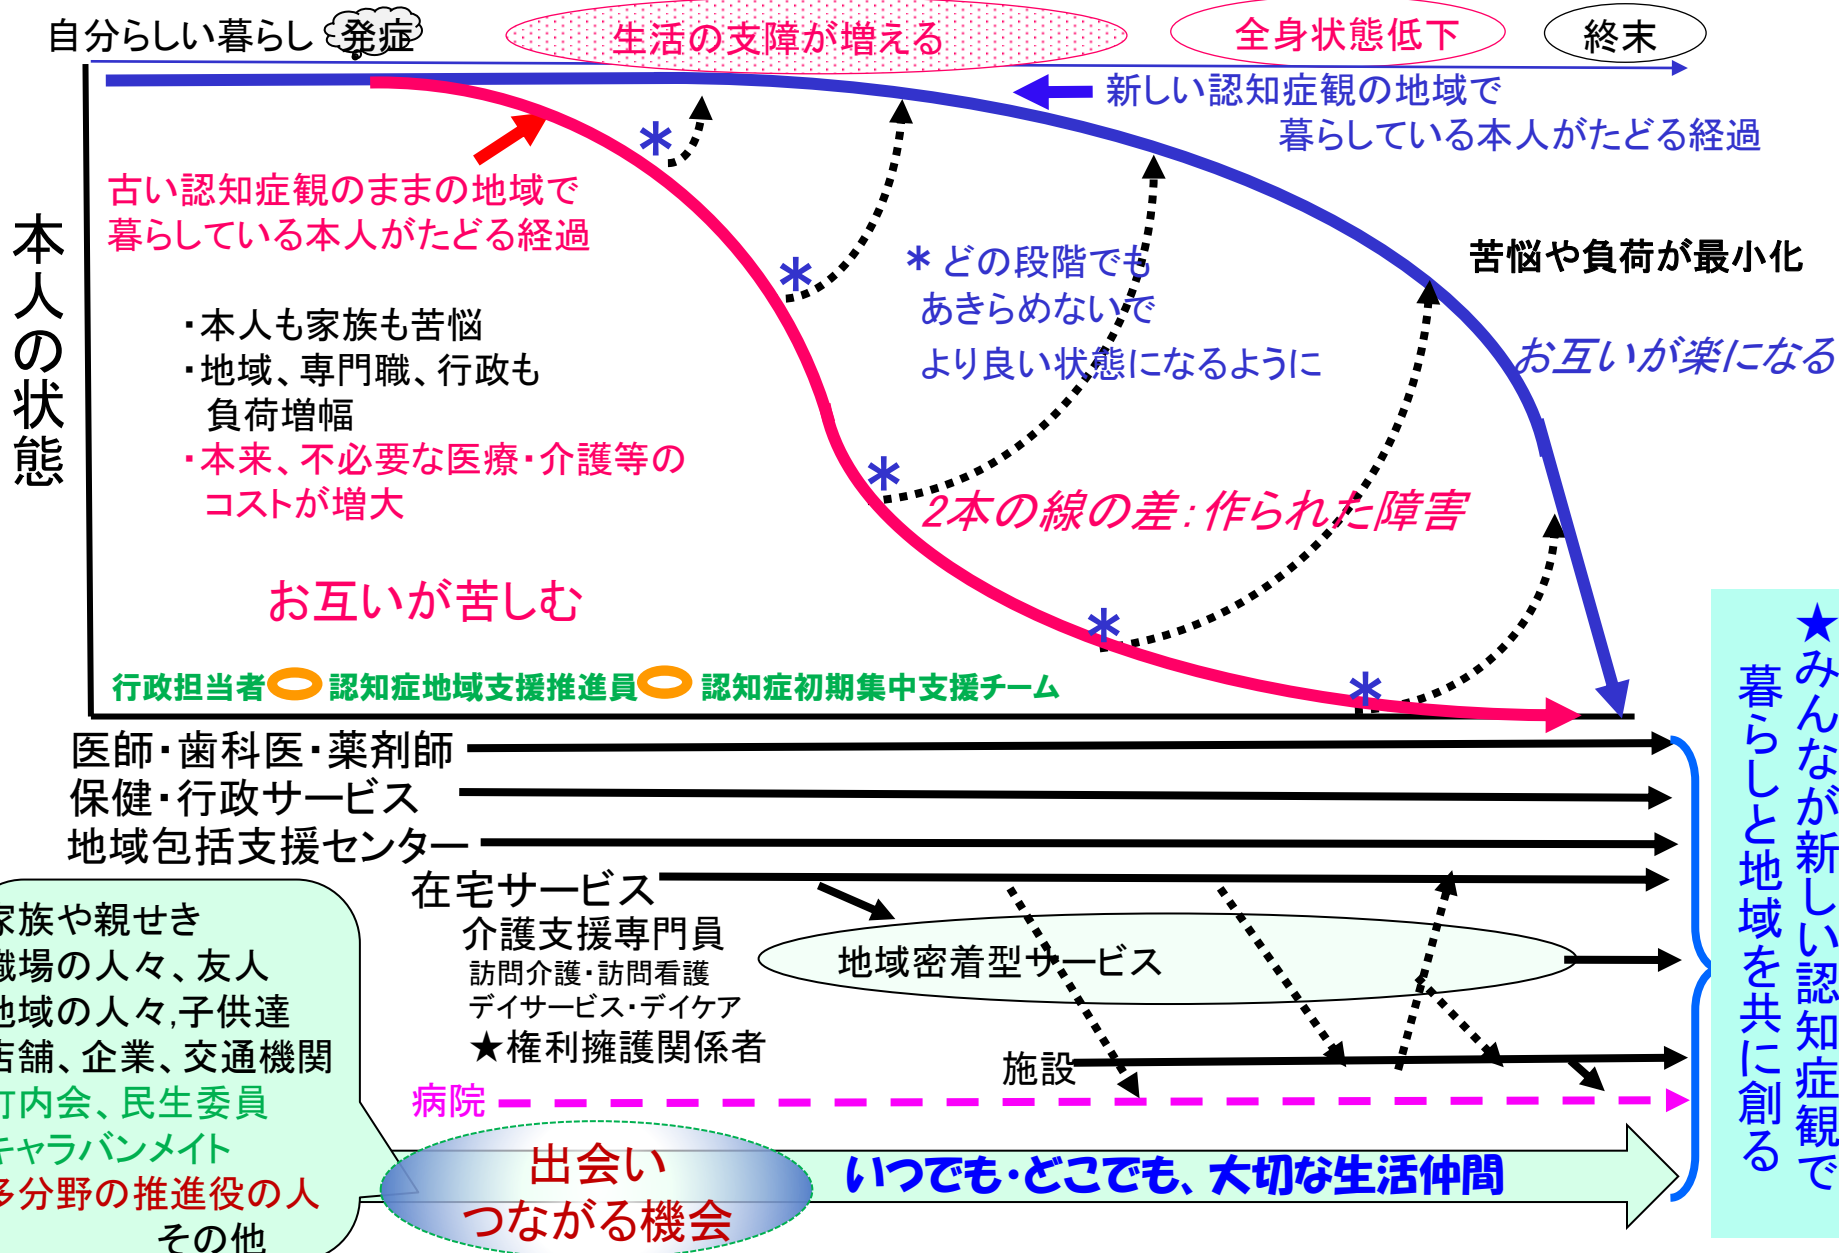 自分らしい暮らし
発症
生活の支障が増える
全身状態低下
終末
新しい認知症観の地域で
暮らしている本人がたどる経過
古い認知症観のままの地域で
暮らしている本人がたどる経過
本人の状態
・本人も家族も苦悩
・地域、専門職、行政も
負荷増幅
・本来、不必要な医療・介護等の
コストが増大
お互いが苦しむ
* どの段階でも
あきらめないで
より良い状態になるように
苦悩や負荷が最小化
お互いが楽になる
2本の線の差:作られた障害
*
*
*
*
*
行政担当者 認知症地域支援推進員 認知症初期集中支援チーム
医師・歯科医・薬剤師
保健・行政サービス
地域包括支援センター
在宅サービス
介護支援専門員
訪問介護・訪問看護
デイサービス・デイケア
★権利擁護関係者
地域密着型サービス
施設
病院
家族や親せき
職場の人々、友人
地域の人々,子供達
店舗、企業、交通機関
町内会、民生委員
キャラバンメイト
多分野の推進役の人
その他
出会い
つながる機会
いつでも・どこでも、大切な生活仲間
★みんなが新しい認知症観で
暮らしと地域を共に創る